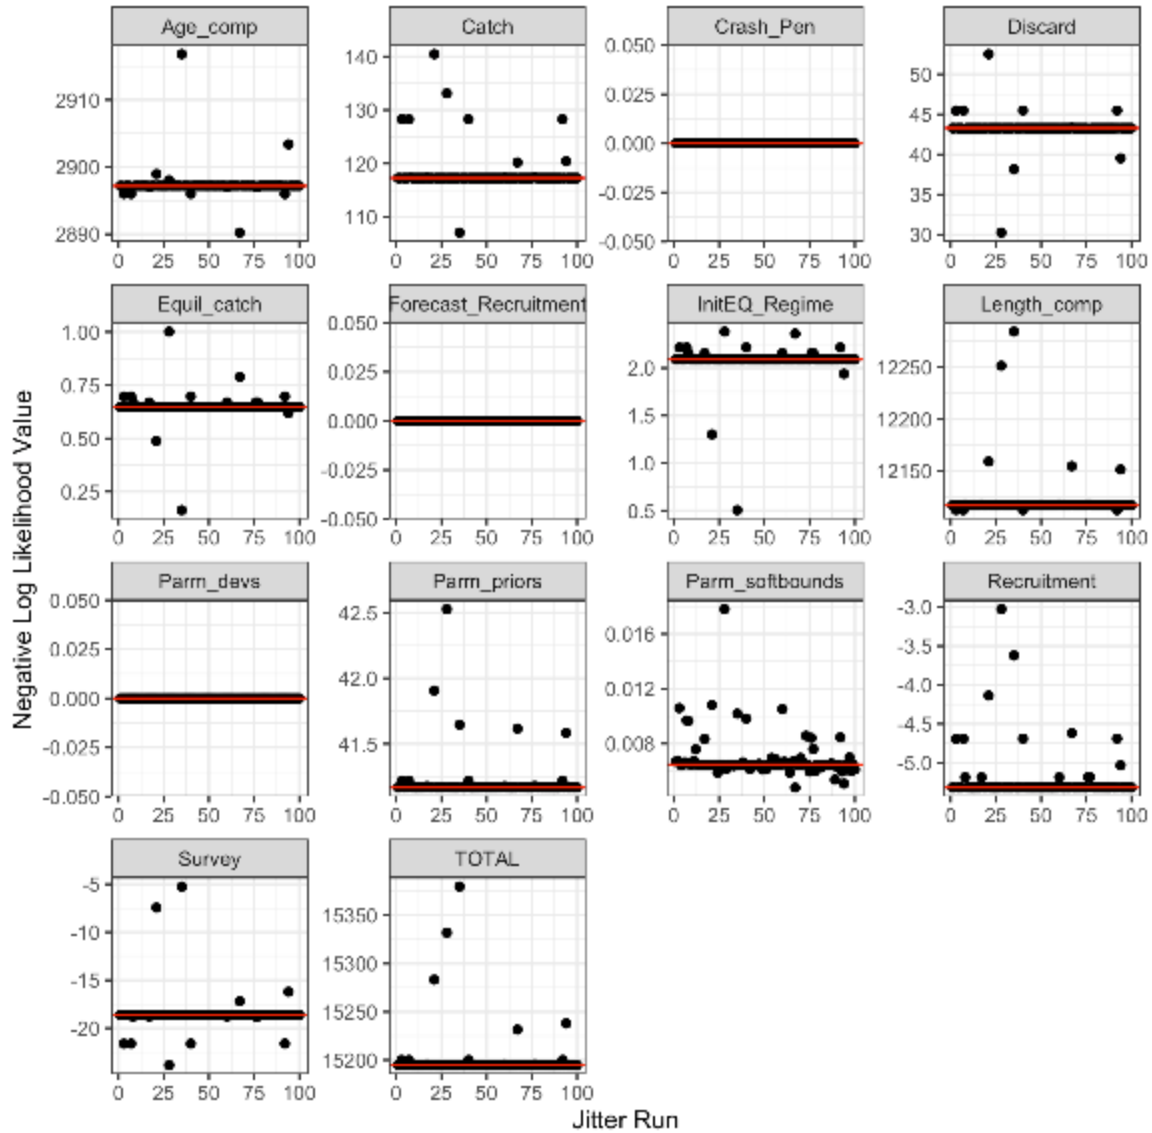 Negative Log Likelihood Value
Age_comp
2910
2900
2890
0 25 50 75 100
Catch
140
130
120
110
0 25 50 75 100
Crash_Pen
0.050
0.025
0.000
-0.025
-0.050
0 25 50 75 100
Discard
50
45
40
35
30
0 25 50 75 100
Equil_catch
1.00
0.75
0.50
0.25
0 25 50 75 100
Forecast_Recruitment
0.050
0.025
0.000
-0.025
-0.050
0 25 50 75 100
InitEQ_Regime
2.0
1.5
1.0
0.5
0 25 50 75 100
Length_comp
12250
12200
12150
0 25 50 75 100
Parm_devs
0.050
0.025
0.000
-0.025
-0.050
0 25 50 75 100
Parm_priors
42.5
42.0
41.5
0 25 50 75 100
Parm_softbounds
0.016
0.012
0.008
0 25 50 75 100
Recruitment
-3.0
-3.5
-4.0
-4.5
-5.0
0 25 50 75 100
Survey
-5
-10
-15
-20
0 25 50 75 100
TOTAL
15350
15300
15250
15200
0 25 50 75 100
Jitter Run